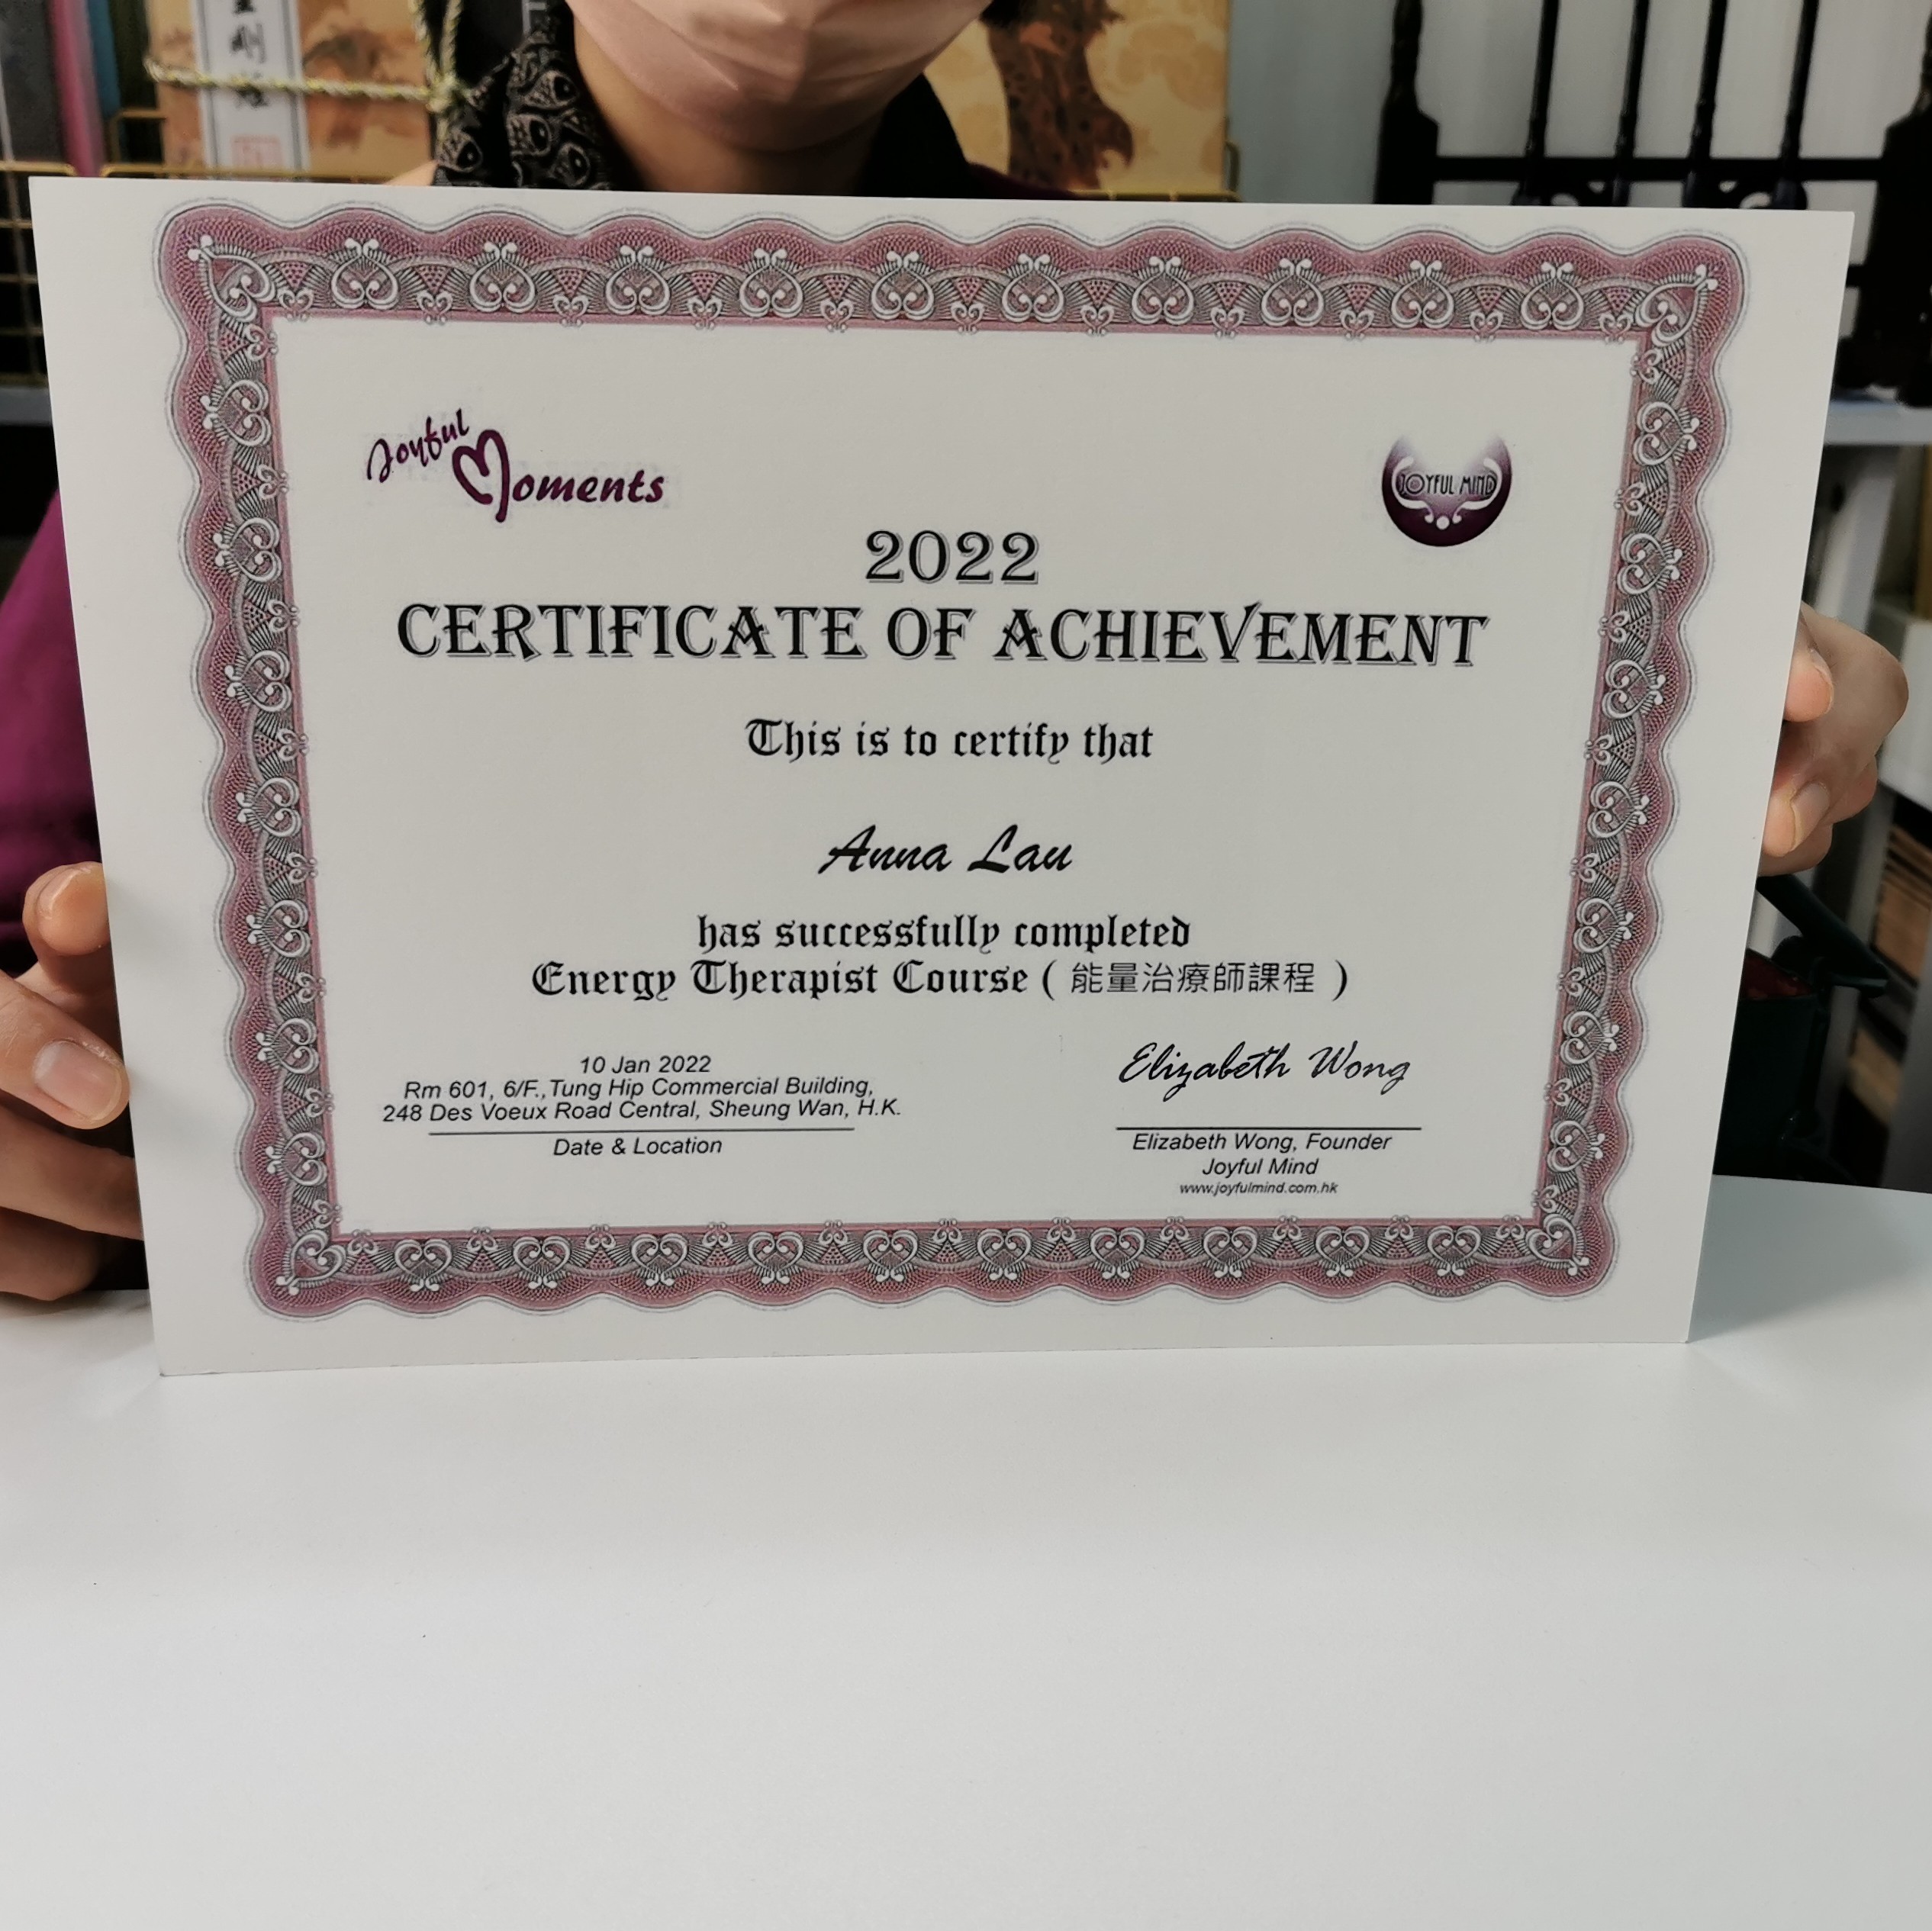 金剛經
Joyful Moments
JOYFUL MIND
2022
CERTIFICATE OF ACHIEVEMENT
This is to certify that
Anna Lau
has successfully completed
Energy Therapist Course ( 能量治療師課程 )
10 Jan 2022
Rm 601, 6/F., Tung Hip Commercial Building,
248 Des Voeux Road Central, Sheung Wan, H.K.
Date & Location
Elizabeth Wong
Elizabeth Wong, Founder
Joyful Mind
www.joyfulmind.com.hk